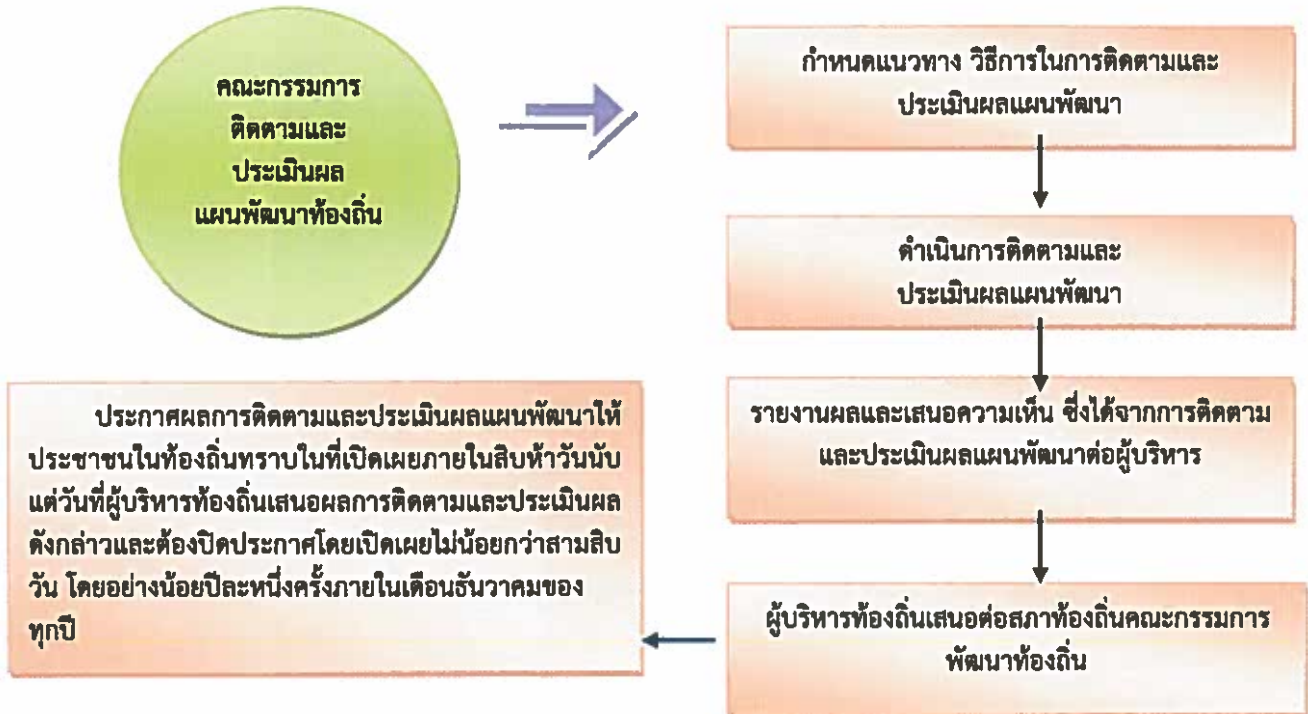 คณะกรรมการ
ติดตามและ
ประเมินผล
แผนพัฒนาท้องถิ่น
กำหนดแนวทาง วิธีการในการติดตามและ
ประเมินผลแผนพัฒนา
ดำเนินการติดตามและ
ประเมินผลแผนพัฒนา
รายงานผลและเสนอความเห็น ซึ่งได้จากการติดตาม
และประเมินผลแผนพัฒนาต่อผู้บริหาร
ผู้บริหารท้องถิ่นเสนอต่อสภาท้องถิ่นคณะกรรมการ
พัฒนาท้องถิ่น
ประกาศผลการติดตามและประเมินผลแผนพัฒนาให้
ประชาชนในท้องถิ่นทราบในที่เปิดเผยภายในสิบห้าวันนับ
แต่วันที่ผู้บริหารท้องถิ่นเสนอผลการติดตามและประเมินผล
ดังกล่าวและต้องปิดประกาศโดยเปิดเผยไม่น้อยกว่าสามสิบ
วัน โดยอย่างน้อยปีละหนึ่งครั้งภายในเดือนธันวาคมของ
ทุกปี